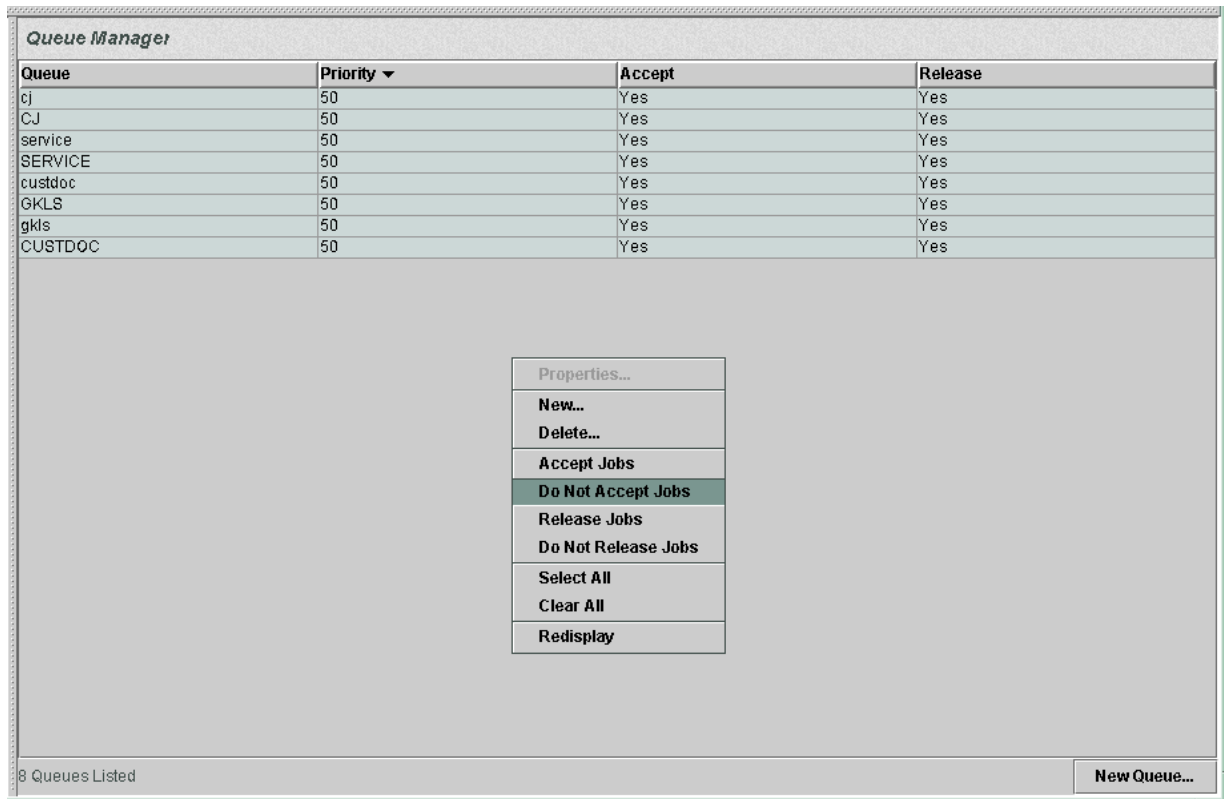 Queue Manager
Queue Priority Accept Release
cj 50 Yes Yes
CJ 50 Yes Yes
service 50 Yes Yes
SERVICE 50 Yes Yes
custdoc 50 Yes Yes
GKLS 50 Yes Yes
gkls 50 Yes Yes
CUSTDOC 50 Yes Yes
Properties...
New...
Delete...
Accept Jobs
Do Not Accept Jobs
Release Jobs
Do Not Release Jobs
Select All
Clear All
Redisplay
8 Queues Listed
New Queue...